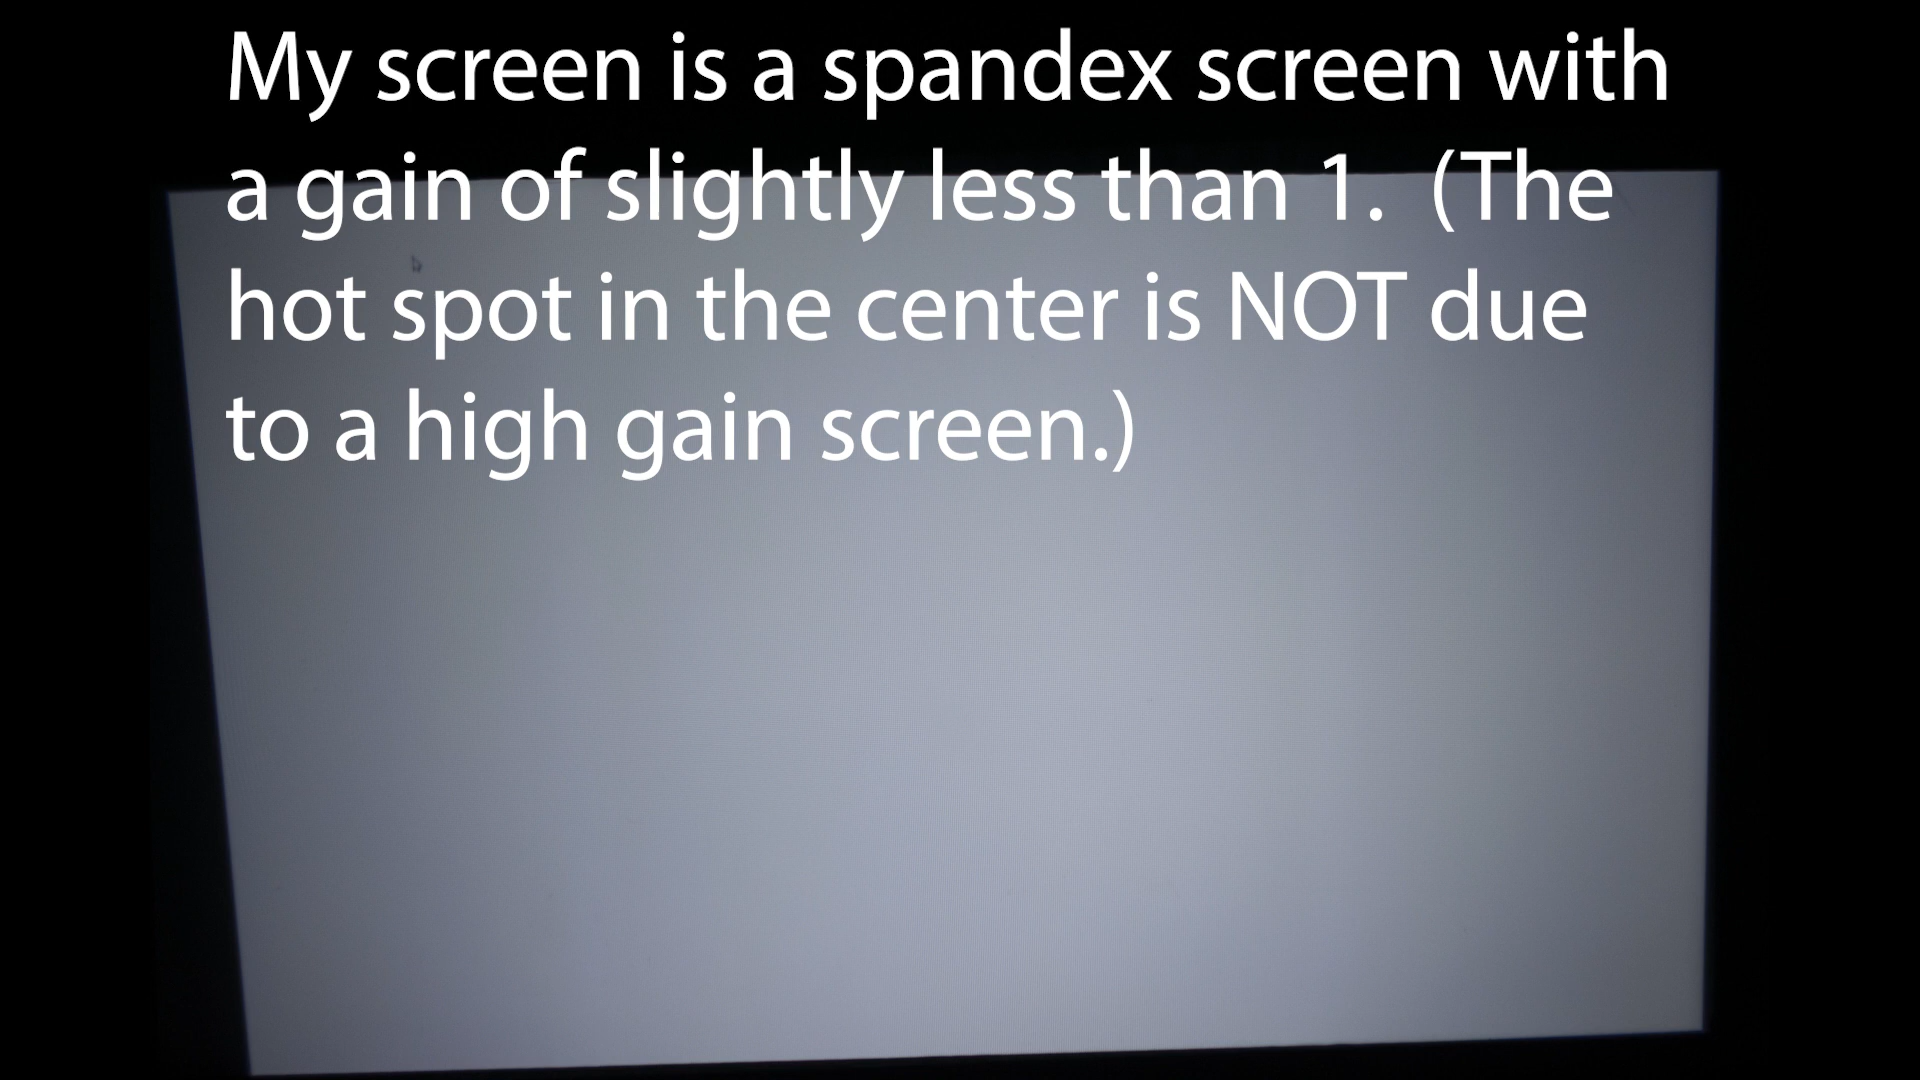 My screen is a spandex screen with
a gain of slightly less than 1.  (The
hot spot in the center is NOT due
to a high gain screen.)